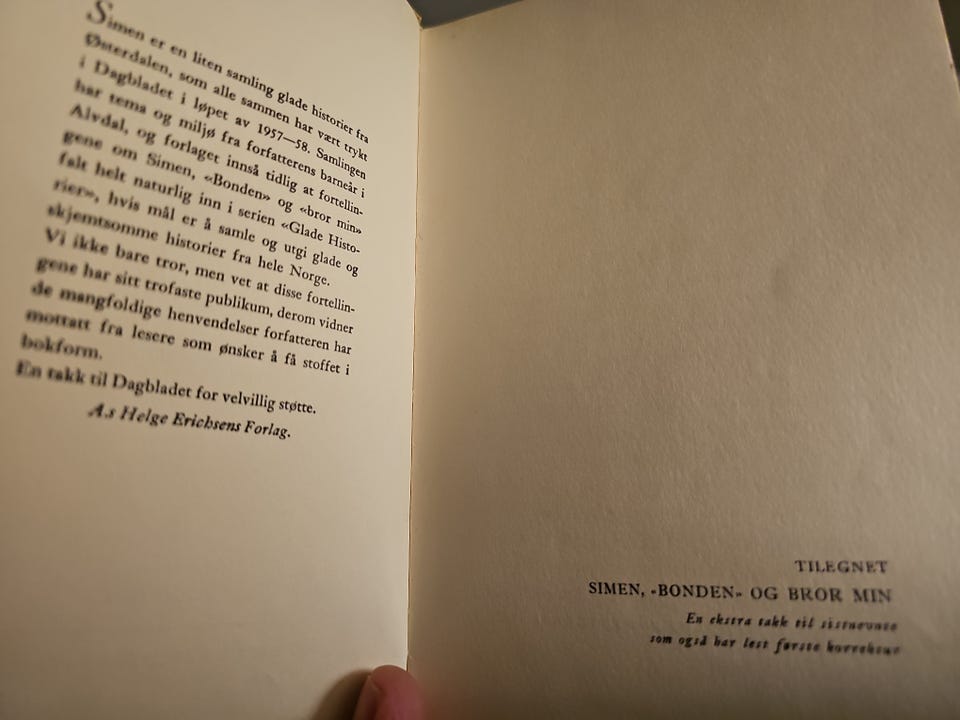 Simen er en liten samling glade historier fra
Østerdalen, som alle sammen har vært trykt
i Dagbladet i løpet av 1957—58. Samlingen
har tema og miljø fra forfatterens barneår i
Alvdal, og forlaget innså tidlig at fortellin-
gene om Simen, «Bonden» og «bror min»
falt helt naturlig inn i serien «Glade Histo-
rier», hvis mål er å samle og utgi glade og
skjemtsomme historier fra hele Norge.
Vi ikke bare tror, men vet at disse fortellin-
gene har sitt trofaste publikum, derom vidner
de mangfoldige henvendelser forfatteren har
mottatt fra lesere som ønsker å få stoffet i
bokform.
En takk til Dagbladet for velvillig støtte.
A.s Helge Erichsens Forlag.
TILEGNET
SIMEN, «BONDEN» OG BROR MIN
En ekstra takk til sistnevnte
som også har lest første korrektur